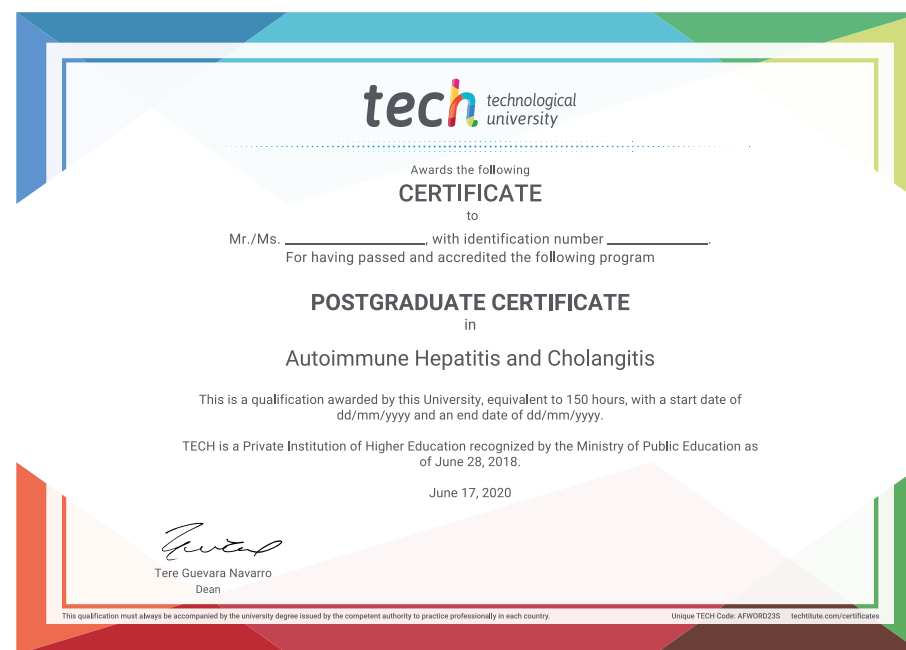 tech technological
university
Awards the following
CERTIFICATE
to
Mr./Ms. ____________, with identification number ____________.
For having passed and accredited the following program
POSTGRADUATE CERTIFICATE
in
Autoimmune Hepatitis and Cholangitis
This is a qualification awarded by this University, equivalent to 150 hours, with a start date of
dd/mm/yyyy and an end date of dd/mm/yyyy.
TECH is a Private Institution of Higher Education recognized by the Ministry of Public Education as
of June 28, 2018.
June 17, 2020
Tere Guevara Navarro
Dean
This qualification must always be accompanied by the university degree issued by the competent authority to practice professionally in each country.
Unique TECH Code: AFWORD23S techtitute.com/certificates